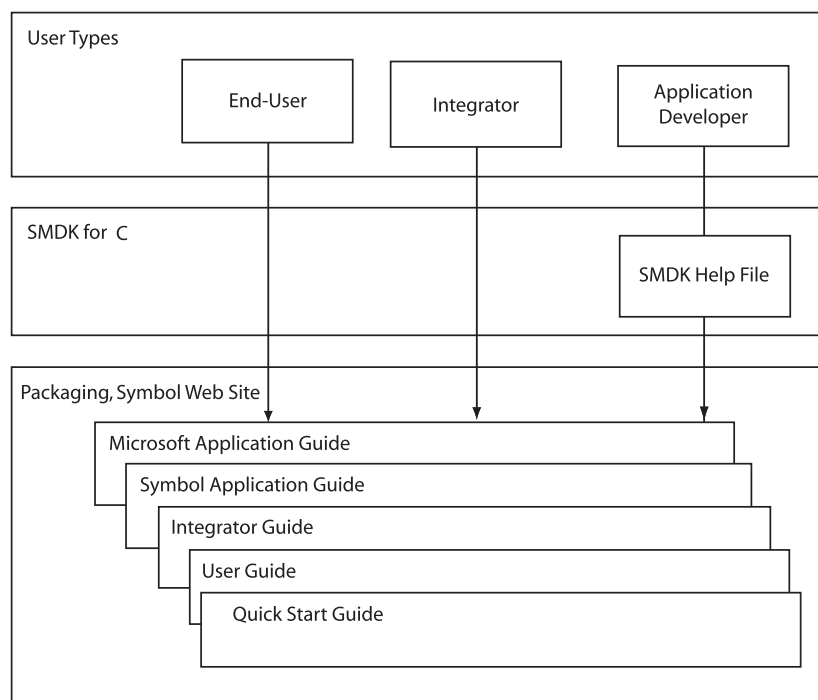 User Types
End-User
Integrator
Application
Developer
SMDK for C
SMDK Help File
Packaging, Symbol Web Site
Microsoft Application Guide
Symbol Application Guide
Integrator Guide
User Guide
Quick Start Guide